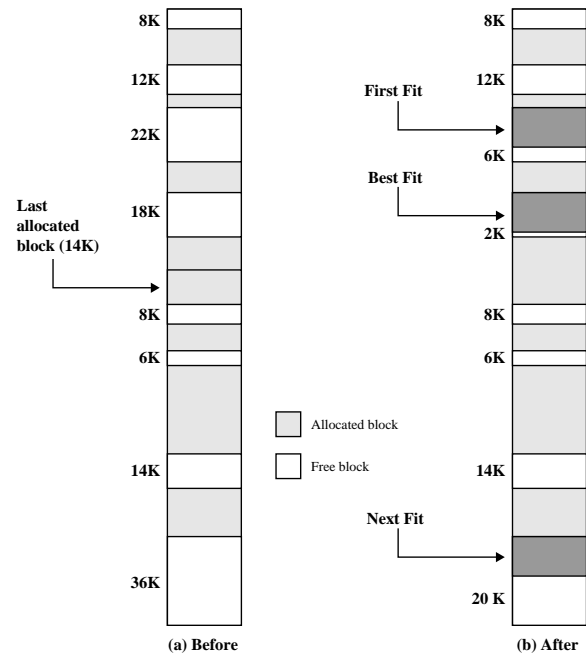 8K
12K
22K
18K
Last
allocated
block (14K)
8K
6K
14K
36K
(a) Before
Allocated block
Free block
8K
12K
First Fit
6K
Best Fit
2K
8K
6K
14K
Next Fit
20 K
(b) After